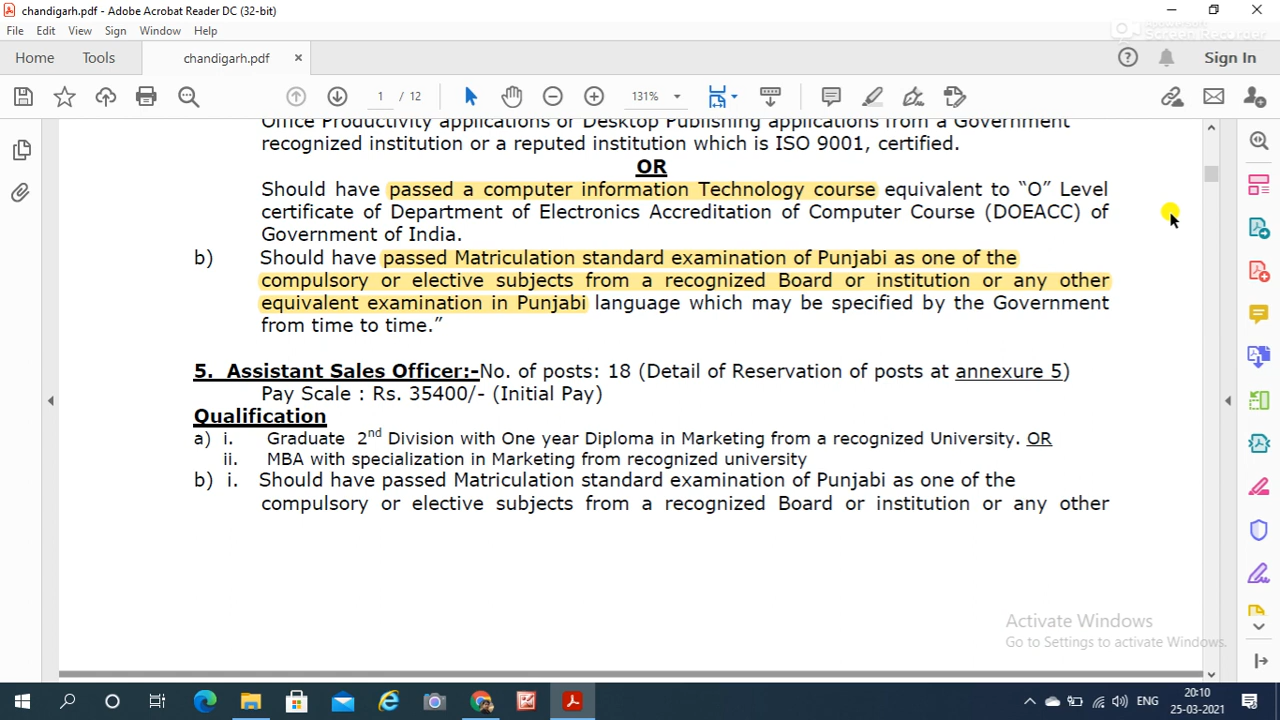 chandigarh.pdf - Adobe Acrobat Reader DC (32-bit)
File Edit View Sign Window Help
Screen Recorder
Home Tools chandigarh.pdf × Sign In
1 / 12 131%
Office Productivity applications or Desktop Publishing applications from a Government
recognized institution or a reputed institution which is ISO 9001, certified.
OR
Should have passed a computer information Technology course equivalent to “O” Level
certificate of Department of Electronics Accreditation of Computer Course (DOEACC) of
Government of India.
b) Should have passed Matriculation standard examination of Punjabi as one of the
compulsory or elective subjects from a recognized Board or institution or any other
equivalent examination in Punjabi language which may be specified by the Government
from time to time.”
5. Assistant Sales Officer:-No. of posts: 18 (Detail of Reservation of posts at annexure 5)
Pay Scale : Rs. 35400/- (Initial Pay)
Qualification
a) i. Graduate 2nd Division with One year Diploma in Marketing from a recognized University. OR
ii. MBA with specialization in Marketing from recognized university
b) i. Should have passed Matriculation standard examination of Punjabi as one of the
compulsory or elective subjects from a recognized Board or institution or any other
Activate Windows
Go to Settings to activate Windows.
ENG
20:10
25-03-2021